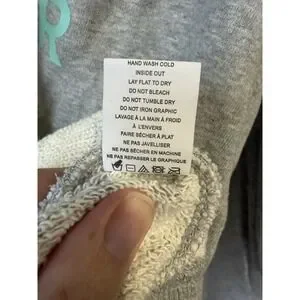 R
HAND WASH COLD
INSIDE OUT
LAY FLAT TO DRY
DO NOT BLEACH
DO NOT TUMBLE DRY
DO NOT IRON GRAPHIC
LAVAGE À LA MAIN À FROID
À L'ENVERS
FAIRE SÉCHER À PLAT
NE PAS JAVELLISER
NE PAS SÉCHER EN MACHINE
NE PAS REPASSER LE GRAPHIQUE